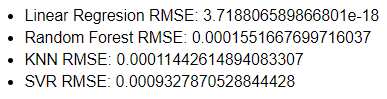 • Linear Regresion RMSE: 3.718806589866801e-18
• Random Forest RMSE: 0.0001551667699716037
• KNN RMSE: 0.00011442614894083307
• SVR RMSE: 0.0009327870528844428